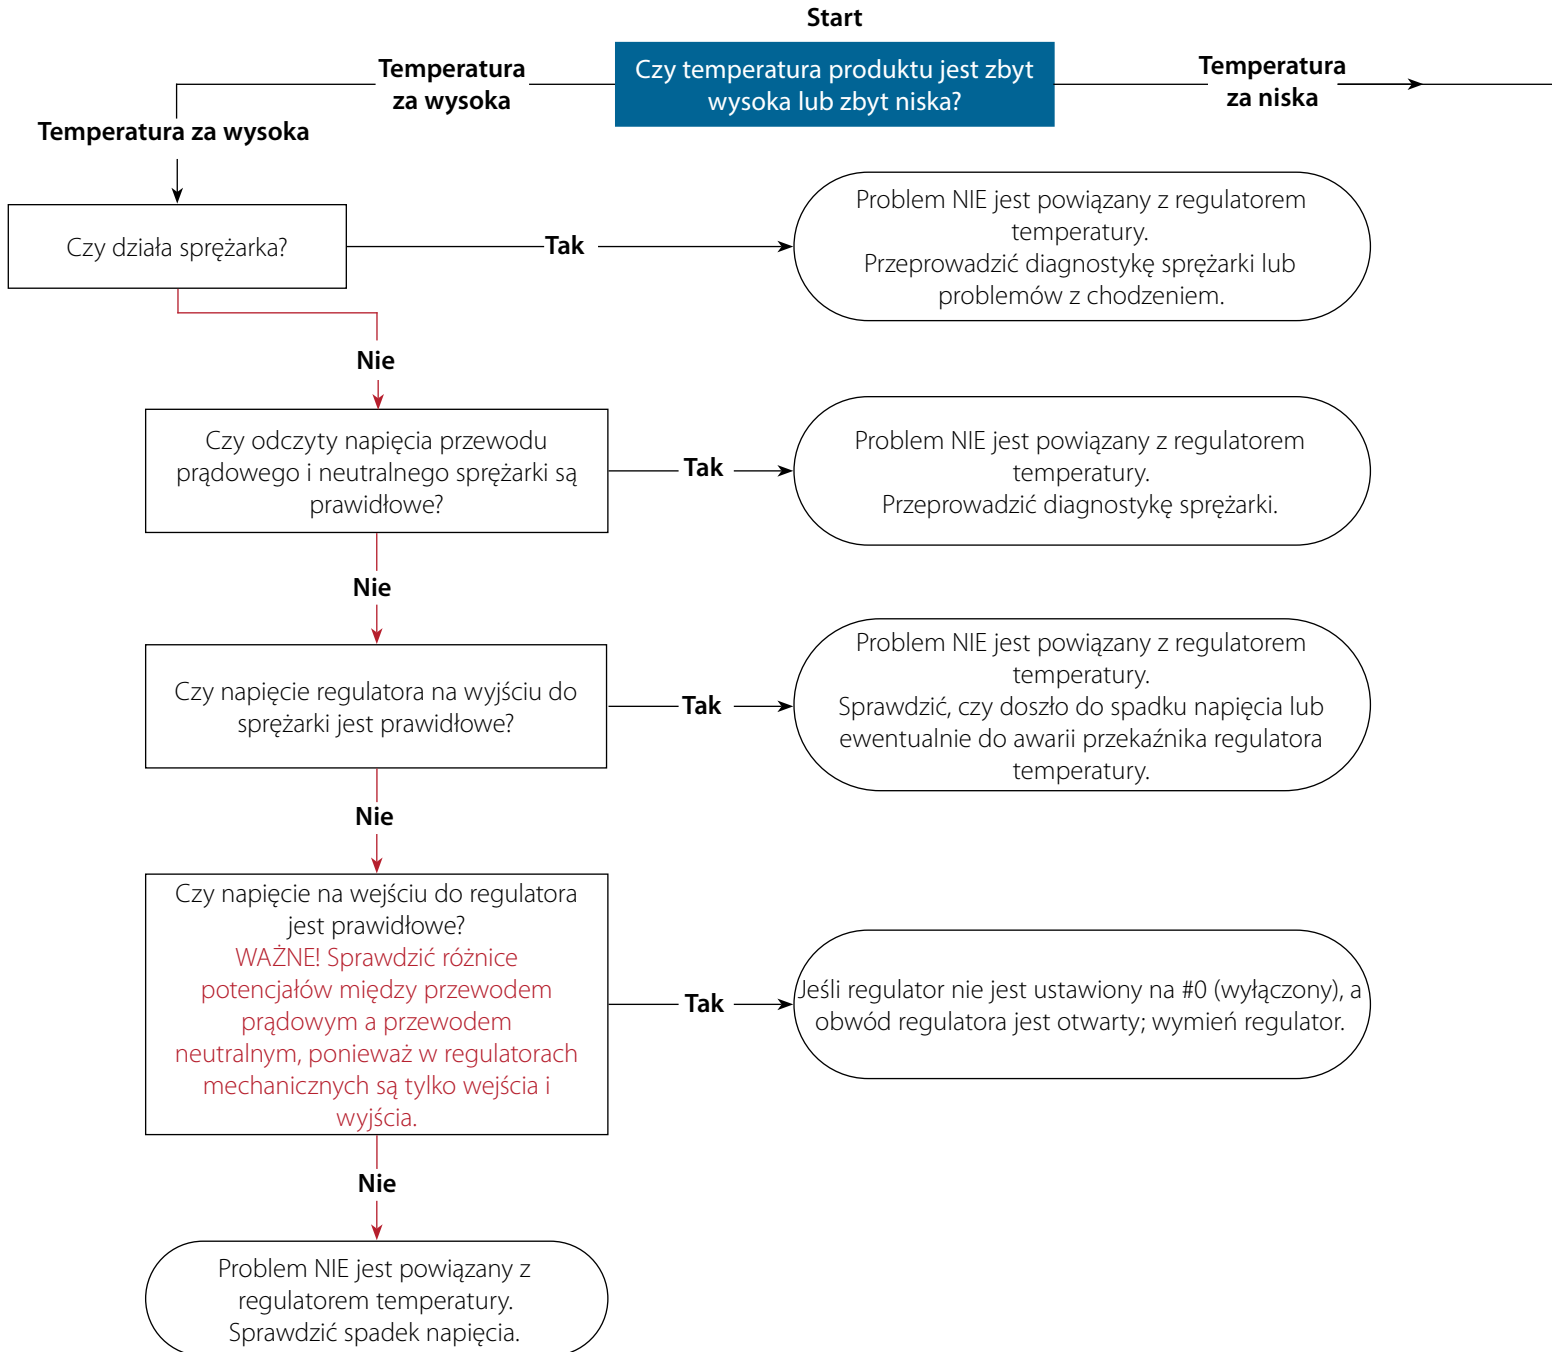 Start
Temperatura
za wysoka
Czy temperatura produktu jest zbyt
wysoka lub zbyt niska?
Temperatura
za niska
Temperatura za wysoka
Czy działa sprężarka?
Tak
Problem NIE jest powiązany z regulatorem
temperatury.
Przeprowadzić diagnostykę sprężarki lub
problemów z chodzeniem.
Nie
Czy odczyty napięcia przewodu
prądowego i neutralnego sprężarki są
prawidłowe?
Tak
Problem NIE jest powiązany z regulatorem
temperatury.
Przeprowadzić diagnostykę sprężarki.
Nie
Czy napięcie regulatora na wyjściu do
sprężarki jest prawidłowe?
Tak
Problem NIE jest powiązany z regulatorem
temperatury.
Sprawdzić, czy doszło do spadku napięcia lub
ewentualnie do awarii przekaźnika regulatora
temperatury.
Nie
Czy napięcie na wejściu do regulatora
jest prawidłowe?
WAŻNE! Sprawdzić różnice
potencjałów między przewodem
prądowym a przewodem
neutralnym, ponieważ w regulatorach
mechanicznych są tylko wejścia i
wyjścia.
Tak
Jeśli regulator nie jest ustawiony na #0 (wyłączony), a
obwód regulatora jest otwarty; wymień regulator.
Nie
Problem NIE jest powiązany z
regulatorem temperatury.
Sprawdzić spadek napięcia.